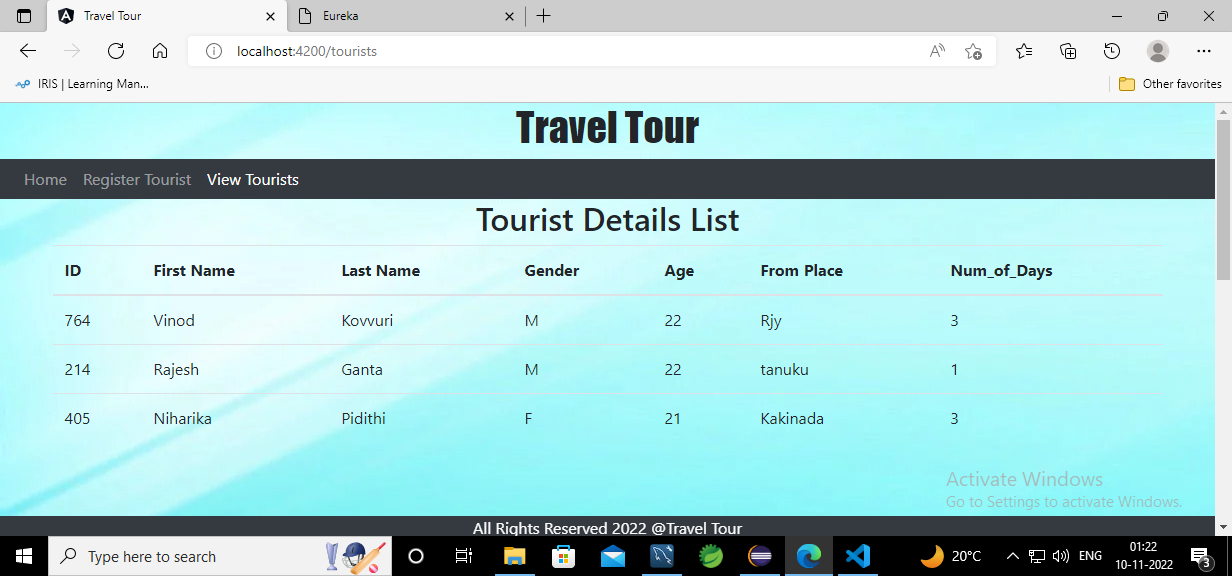 Travel Tour
Eureka
localhost:4200/tourists
IRIS | Learning Man...
Other favorites
Travel Tour
Home Register Tourist View Tourists
Tourist Details List
ID First Name Last Name Gender Age From Place Num_of_Days
764 Vinod Kovvuri M 22 Rjy 3
214 Rajesh Ganta M 22 tanuku 1
405 Niharika Pidithi F 21 Kakinada 3
Activate Windows
Go to Settings to activate Windows.
All Rights Reserved 2022 @Travel Tour
Type here to search
20°C
ENG
01:22
10-11-2022
3